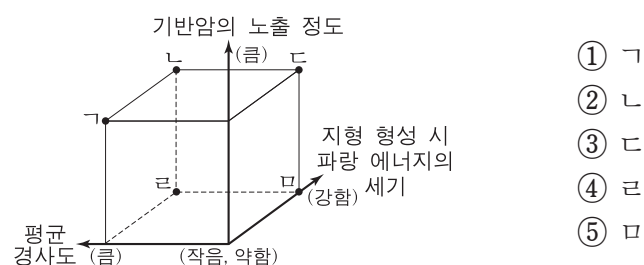 기반암의 노출 정도
(큼)
ㄴ
ㄷ
ㄱ
지형 형성 시
파랑 에너지의
세기
(강함)
ㄹ
ㅁ
평균
경사도
(큼)
(작음, 약함)
① ㄱ
② ㄴ
③ ㄷ
④ ㄹ
⑤ ㅁ